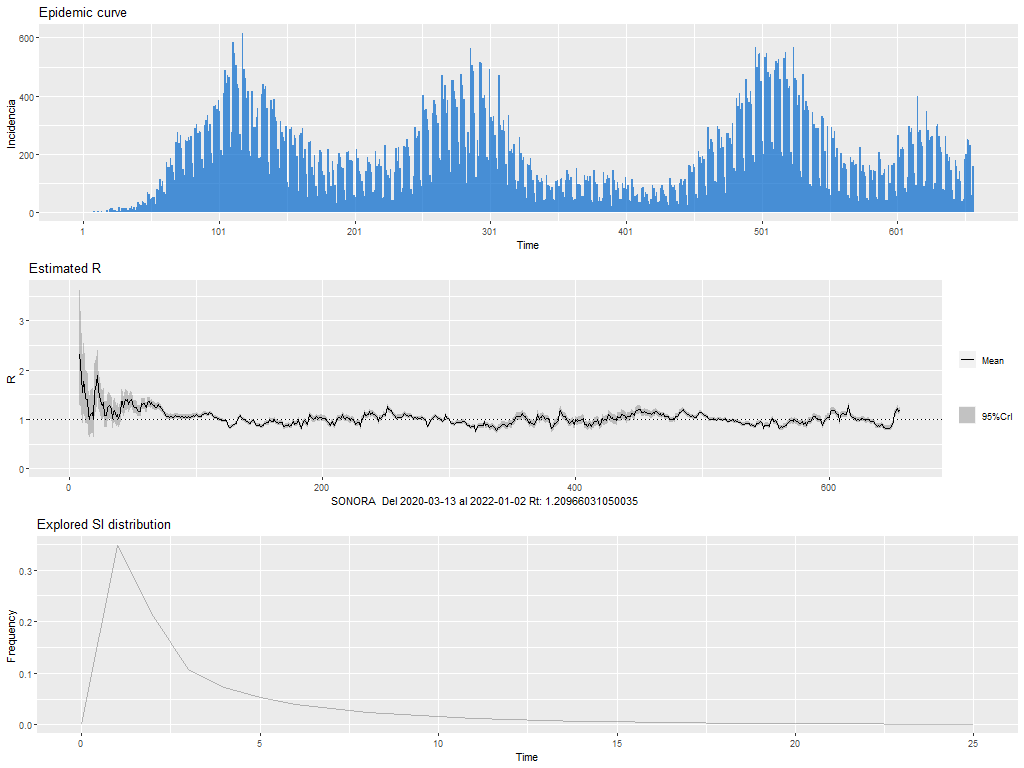 Epidemic curve
600
400
200
0
Incidencia
1
101
201
301
401
501
601
Time
Estimated R
3
2
1
0
R
Mean
95%CrI
0
200
400
600
SONORA Del 2020-03-13 al 2022-01-02 Rt: 1.20966031050035
Explored SI distribution
0.3
0.2
0.1
0.0
Frequency
0
5
10
15
20
25
Time